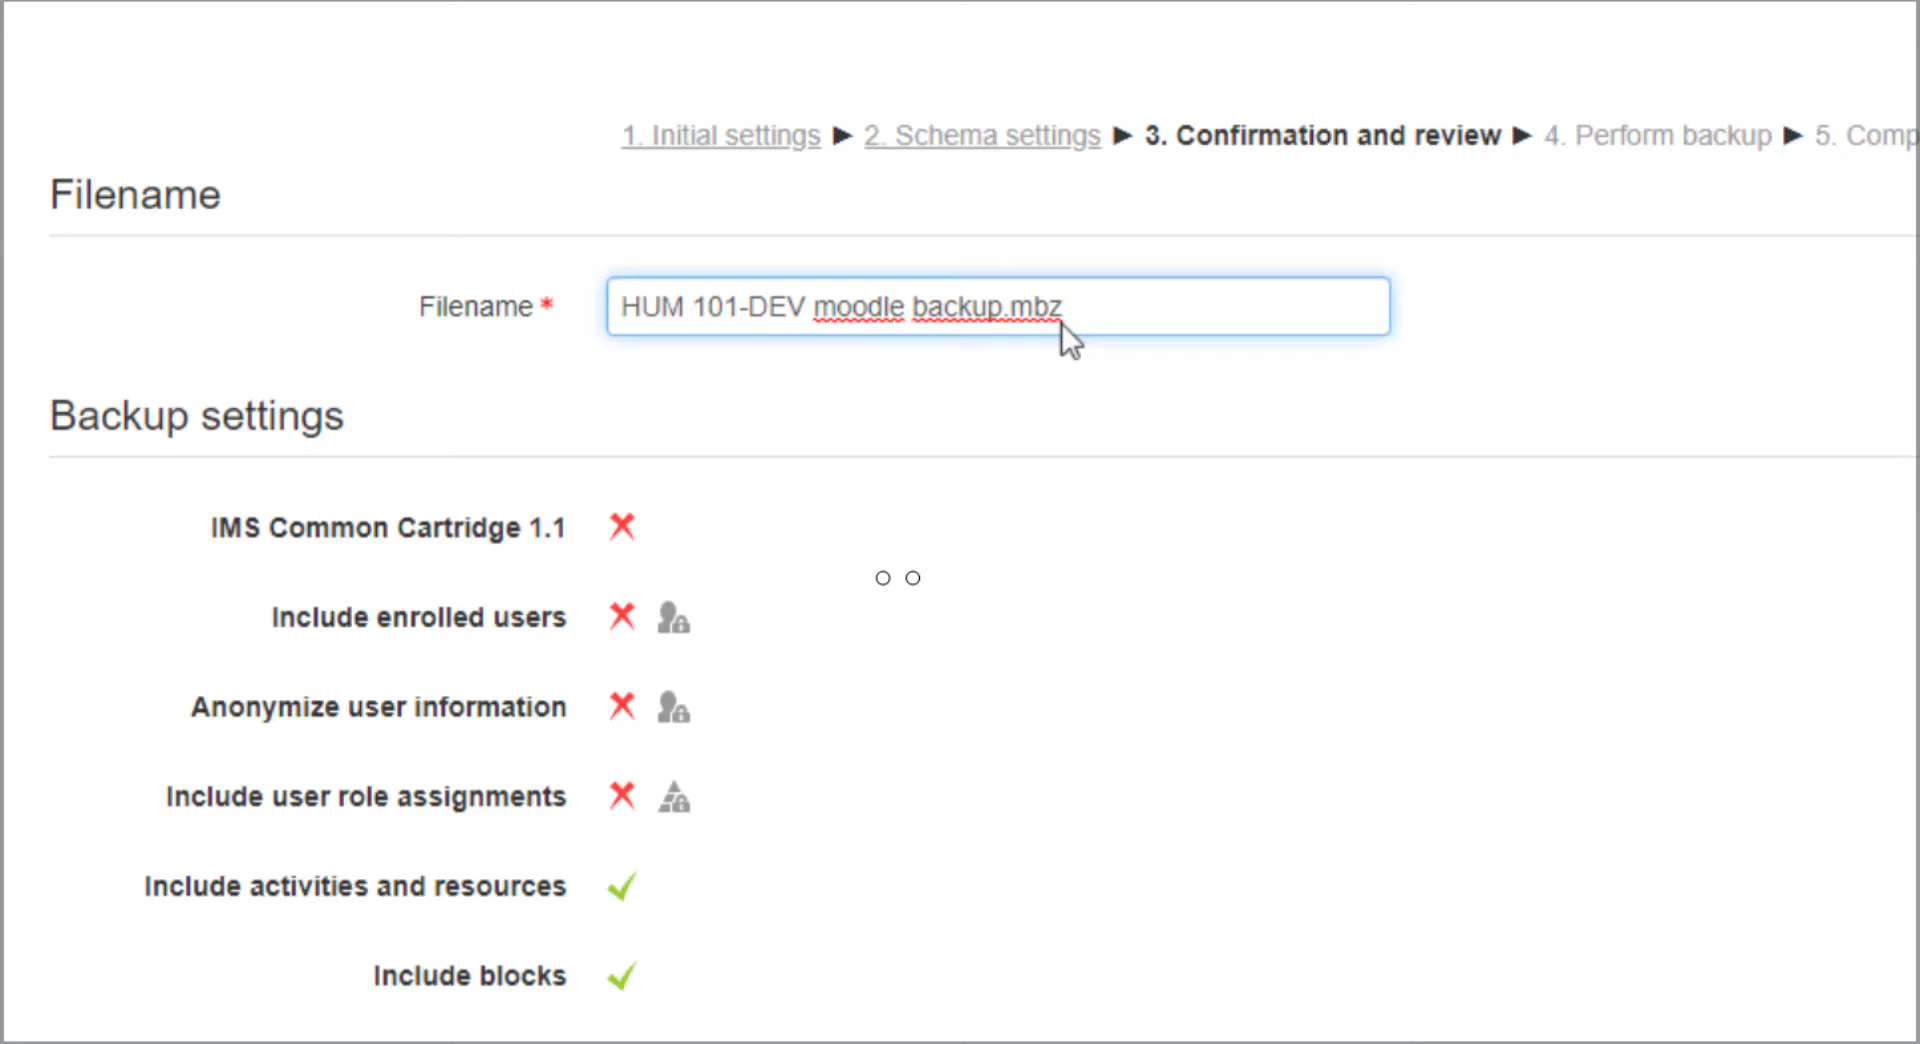 1. Initial settings ► 2. Schema settings ► 3. Confirmation and review ► 4. Perform backup ► 5. Comp
Filename
Filename *
HUM 101-DEV moodle backup.mbz
Backup settings
IMS Common Cartridge 1.1
Include enrolled users
Anonymize user information
Include user role assignments
Include activities and resources
Include blocks